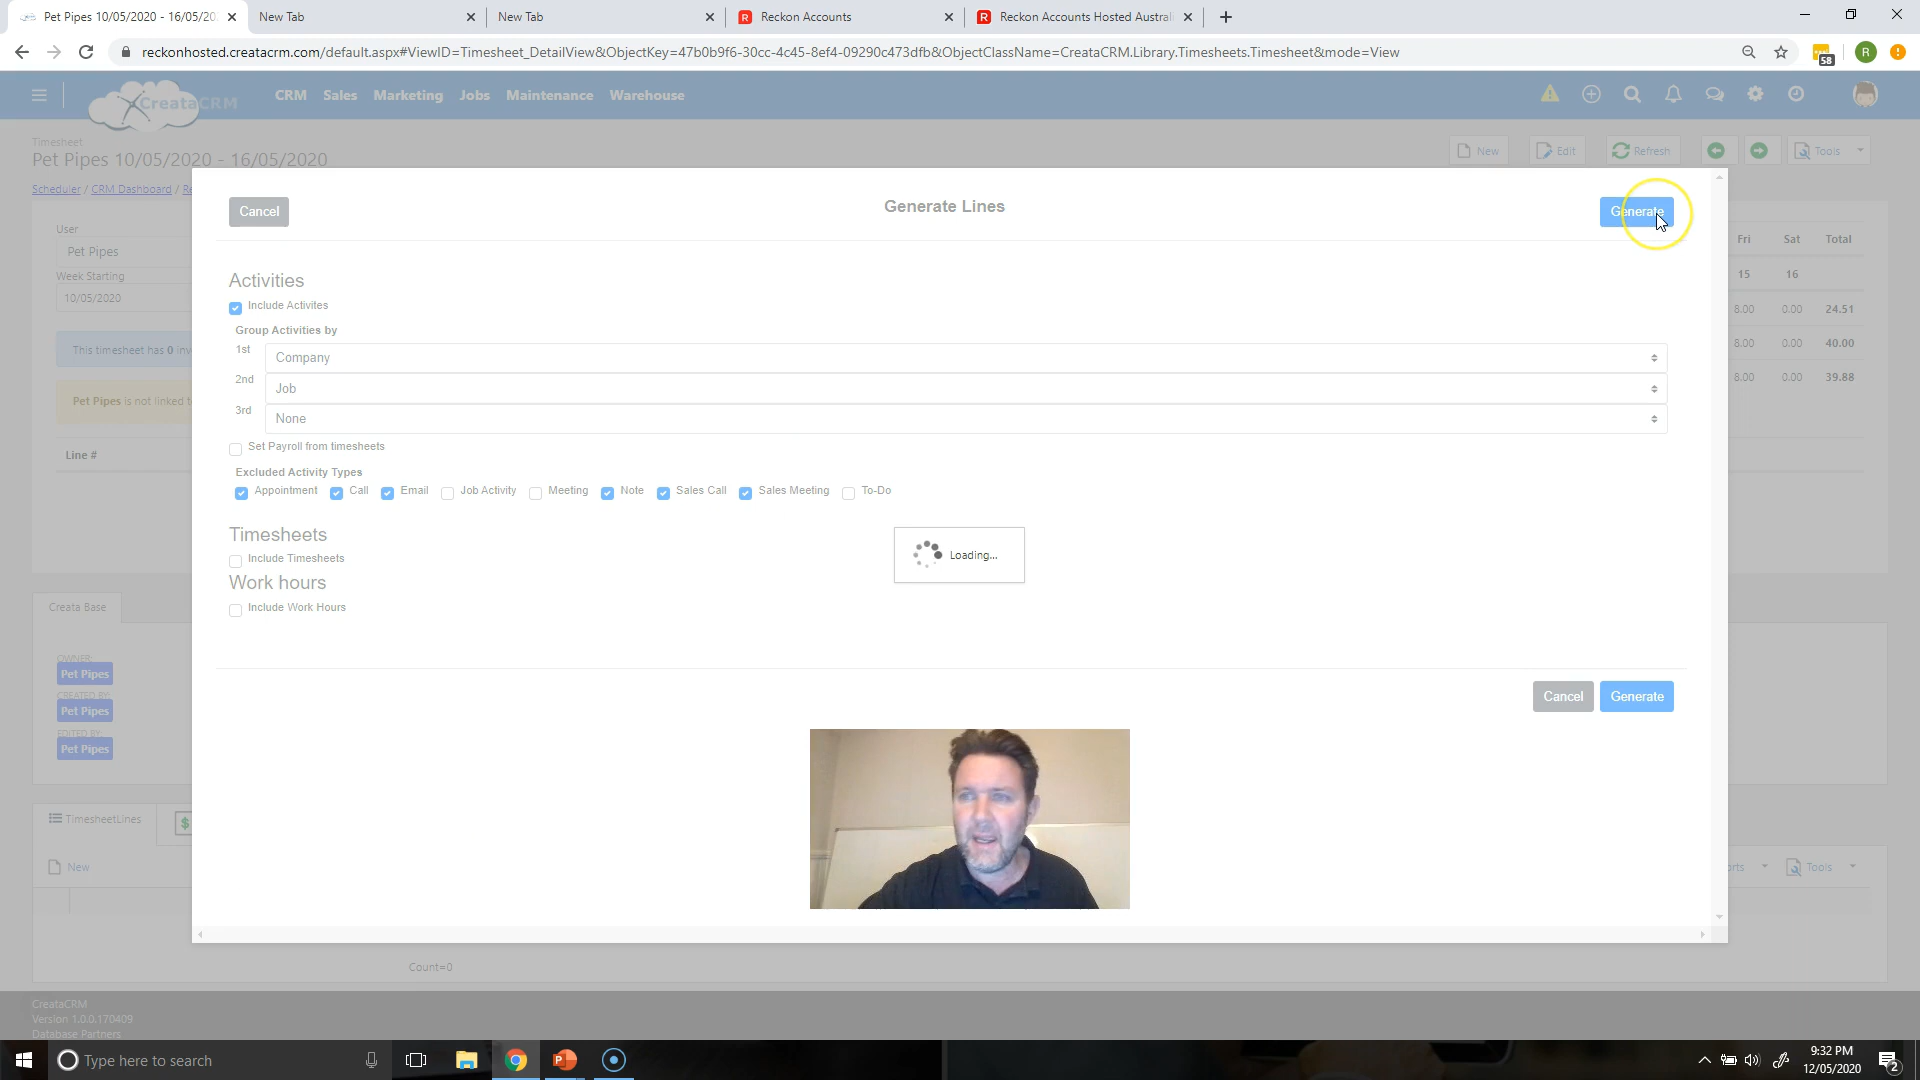 Pet Pipes 10/05/2020 - 16/05/20
New Tab
New Tab
Reckon Accounts
Reckon Accounts Hosted Austral
reckonhosted.creatacrm.com/default.aspx#ViewID=Timesheet_DetailView&ObjectKey=47b0b9f6-30cc-4c45-8ef4-09290c473dfb&ObjectClassName=CreataCRM.Library.Timesheets.Timesheet&mode=View
58
R
CreataCRM
CRM
Sales
Marketing
Jobs
Maintenance
Warehouse
Timesheet
Pet Pipes 10/05/2020 - 16/05/2020
New
Edit
Refresh
Tools
Scheduler / CRM Dashboard / Re
Cancel
Generate Lines
Generate
User
Pet Pipes
Week Starting
10/05/2020
This timesheet has 0 inv
Pet Pipes is not linked t
Line #
Fri
Sat
Total
15
16
8.00
0.00
24.51
8.00
0.00
40.00
8.00
0.00
39.88
Activities
Include Activites
Group Activities by
1st
Company
2nd
Job
3rd
None
Set Payroll from timesheets
Excluded Activity Types
Appointment
Call
Email
Job Activity
Meeting
Note
Sales Call
Sales Meeting
To-Do
Timesheets
Include Timesheets
Work hours
Include Work Hours
Loading...
Cancel
Generate
Creata Base
OWNER:
Pet Pipes
CREATED BY:
Pet Pipes
EDITED BY:
Pet Pipes
TimesheetLines
$
New
orts
Tools
Count=0
CreataCRM
Version 1.0.0.170409
Database Partners
Type here to search
9:32 PM
12/05/2020
2